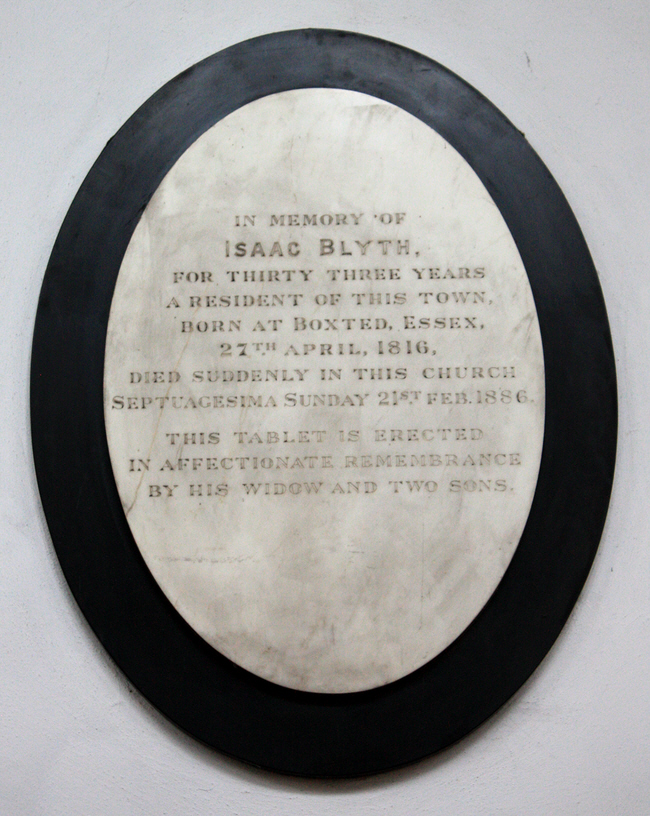 IN MEMORY OF
ISAAC BLYTH,
FOR THIRTY THREE YEARS
A RESIDENT OF THIS TOWN,
BORN AT BOXTED, ESSEX,
27TH APRIL, 1816,
DIED SUDDENLY IN THIS CHURCH
SEPTUAGESIMA SUNDAY 21ST FEB. 1886.
THIS TABLET IS ERECTED
IN AFFECTIONATE REMEMBRANCE
BY HIS WIDOW AND TWO SONS.